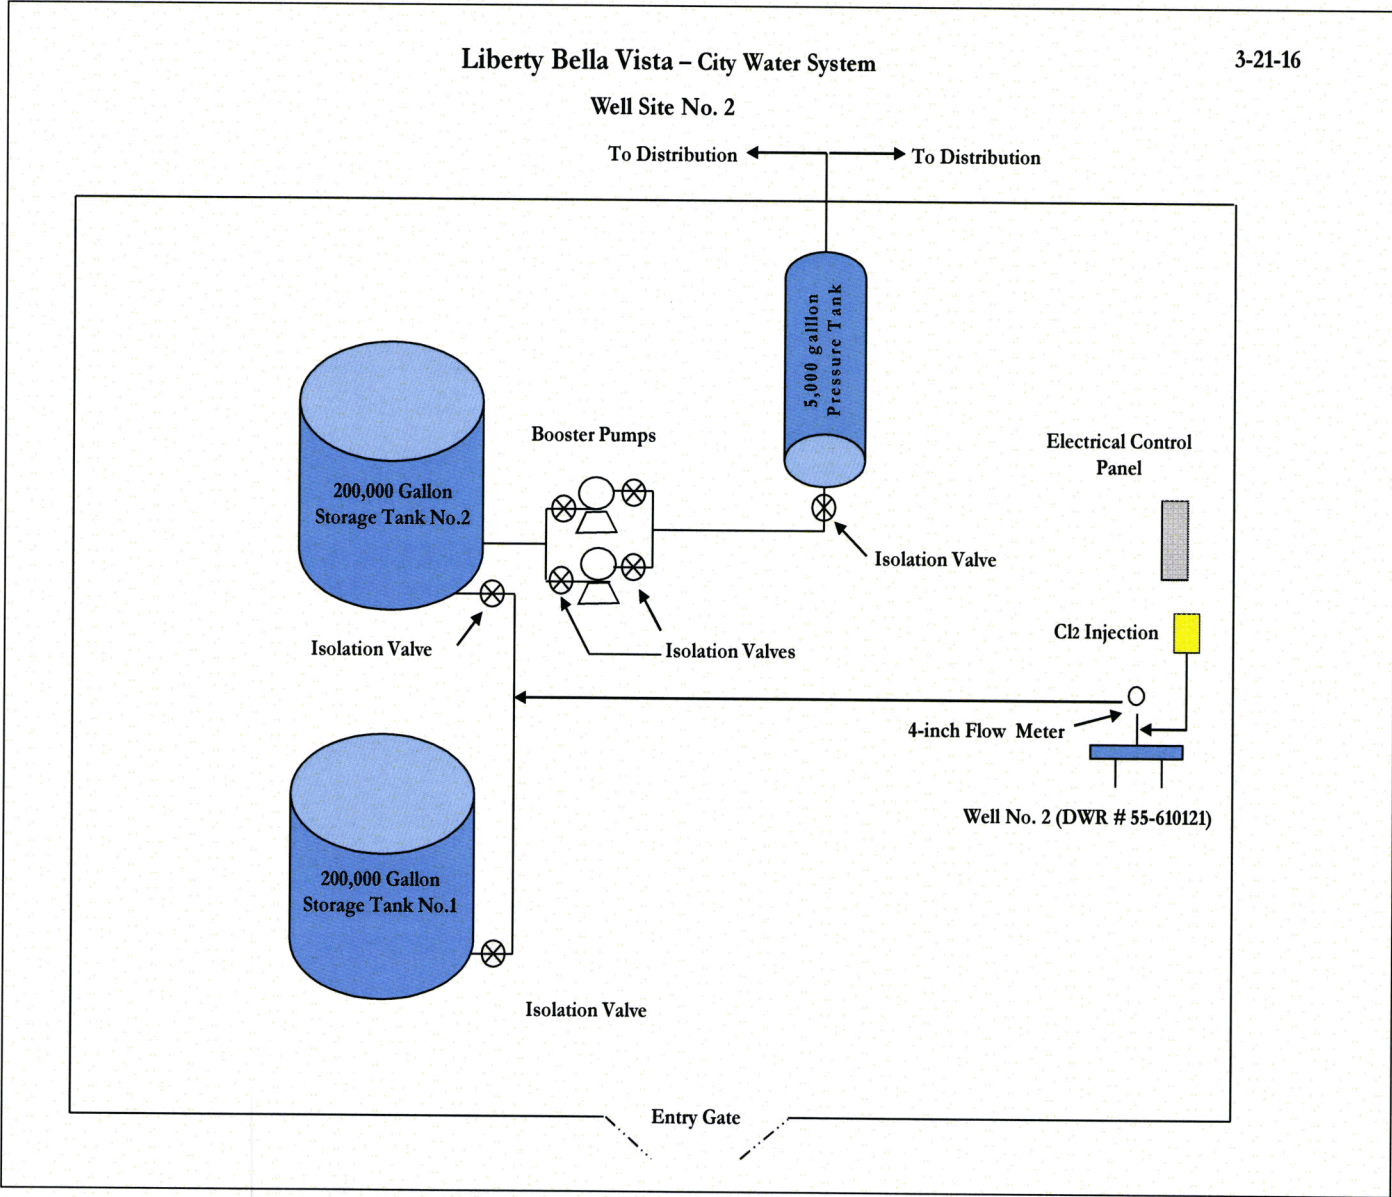 Liberty Bella Vista – City Water System
3-21-16
Well Site No. 2
To Distribution
To Distribution
5,000 galllon
Pressure Tank
Booster Pumps
Electrical Control
Panel
200,000 Gallon
Storage Tank No.2
Isolation Valve
Cl2 Injection
Isolation Valve
Isolation Valves
4-inch Flow Meter
Well No. 2 (DWR # 55-610121)
200,000 Gallon
Storage Tank No.1
Isolation Valve
Entry Gate